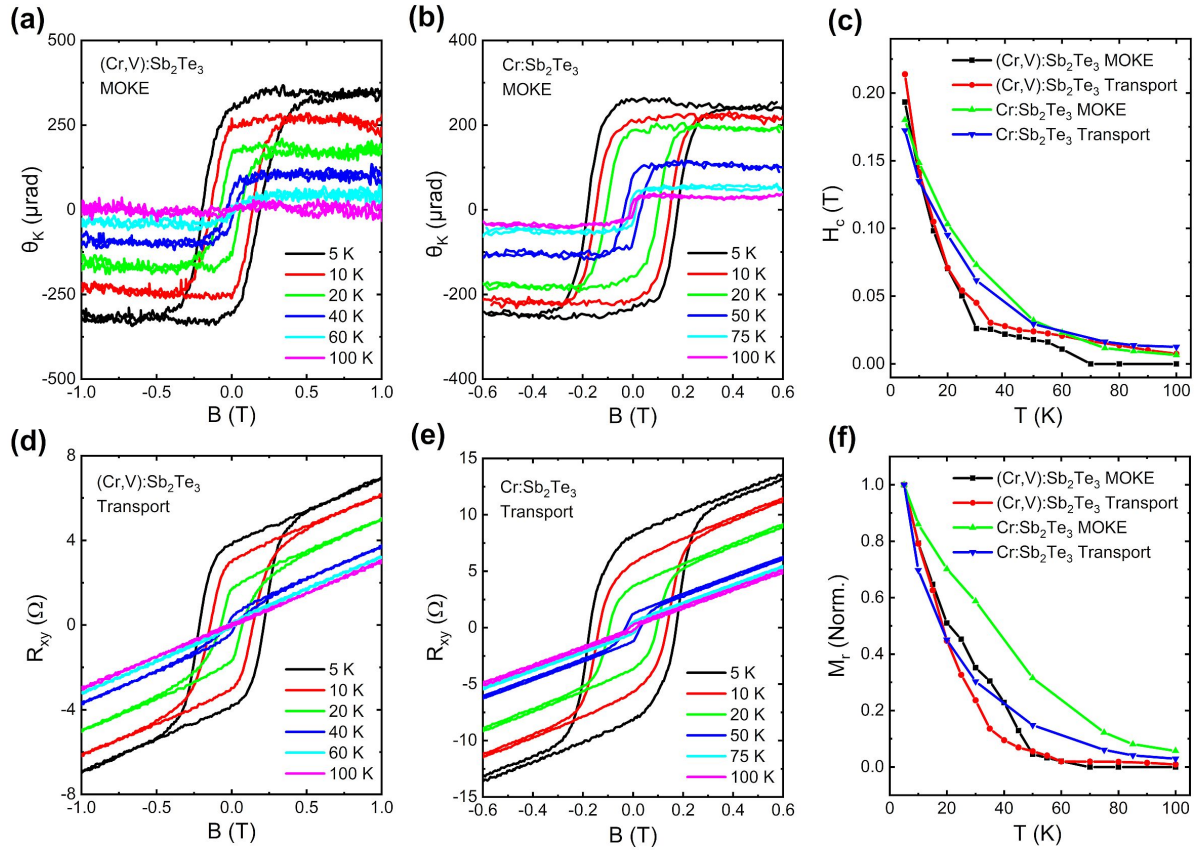 (a)
500
250
0
-250
-500
θK (μrad)
(Cr,V):Sb2Te3
MOKE
5 K
10 K
20 K
40 K
60 K
100 K
-1.0 -0.5 0.0 0.5 1.0
B (T)
(b)
400
200
0
-200
-400
θK (μrad)
Cr:Sb2Te3
MOKE
5 K
10 K
20 K
50 K
75 K
100 K
-0.6 -0.4 -0.2 0.0 0.2 0.4 0.6
B (T)
(c)
0.20
0.15
0.10
0.05
0.00
Hc (T)
(Cr,V):Sb2Te3 MOKE
(Cr,V):Sb2Te3 Transport
Cr:Sb2Te3 MOKE
Cr:Sb2Te3 Transport
0 20 40 60 80 100
T (K)
(d)
8
4
0
-4
-8
Rxy (Ω)
(Cr,V):Sb2Te3
Transport
5 K
10 K
20 K
40 K
60 K
100 K
-1.0 -0.5 0.0 0.5 1.0
B (T)
(e)
15
10
5
0
-5
-10
-15
Rxy (Ω)
Cr:Sb2Te3
Transport
5 K
10 K
20 K
50 K
75 K
100 K
-0.6 -0.4 -0.2 0.0 0.2 0.4 0.6
B (T)
(f)
1.0
0.8
0.6
0.4
0.2
0.0
Mr (Norm.)
(Cr,V):Sb2Te3 MOKE
(Cr,V):Sb2Te3 Transport
Cr:Sb2Te3 MOKE
Cr:Sb2Te3 Transport
0 20 40 60 80 100
T (K)